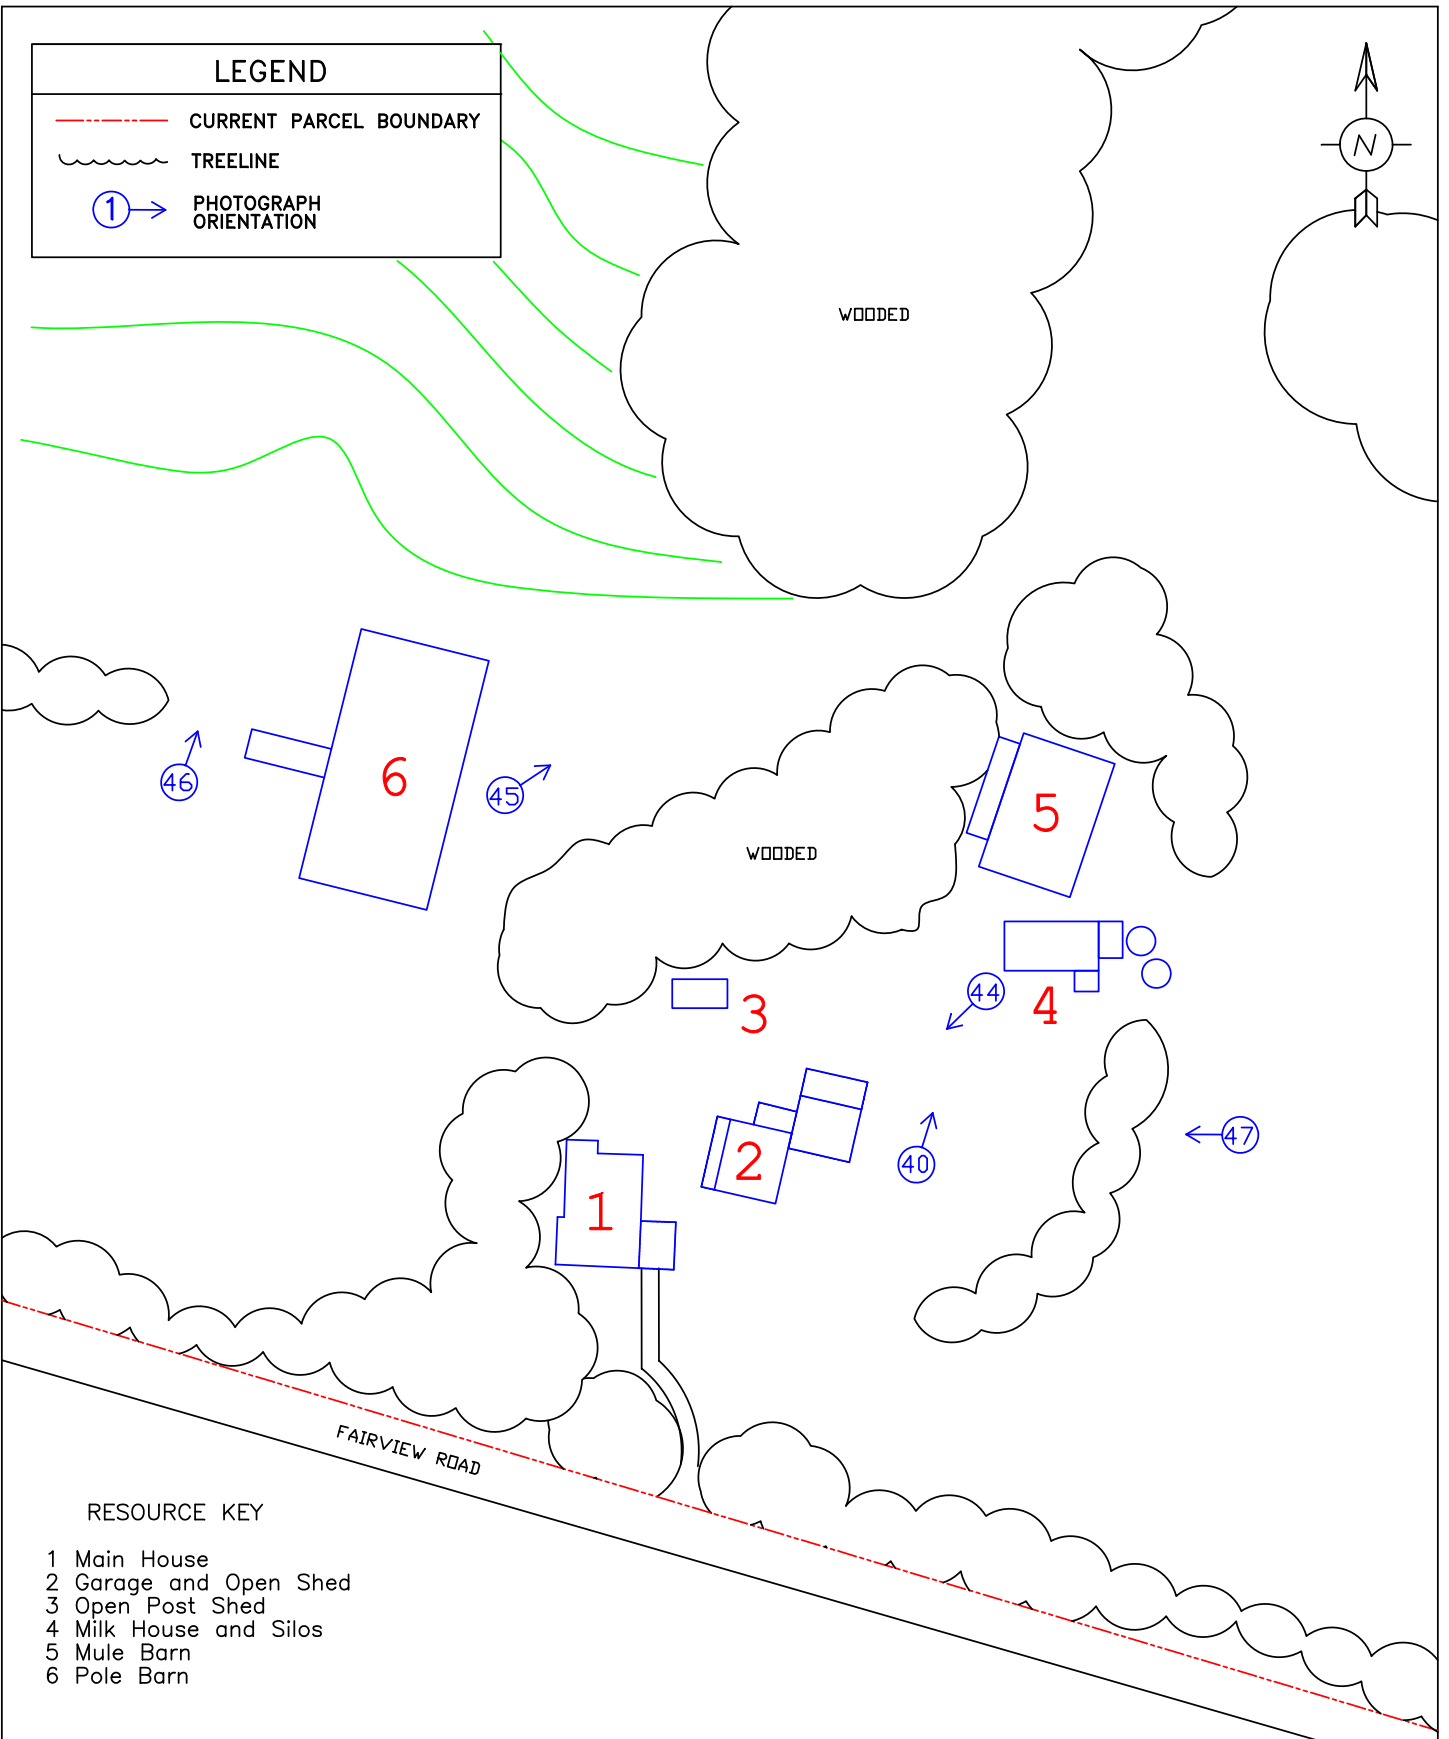 LEGEND
CURRENT PARCEL BOUNDARY
TREELINE
1
PHOTOGRAPH
ORIENTATION
N
WOODED
46
6
45
5
WOODED
44
4
3
2
40
47
1
FAIRVIEW ROAD
RESOURCE KEY
1 Main House
2 Garage and Open Shed
3 Open Post Shed
4 Milk House and Silos
5 Mule Barn
6 Pole Barn